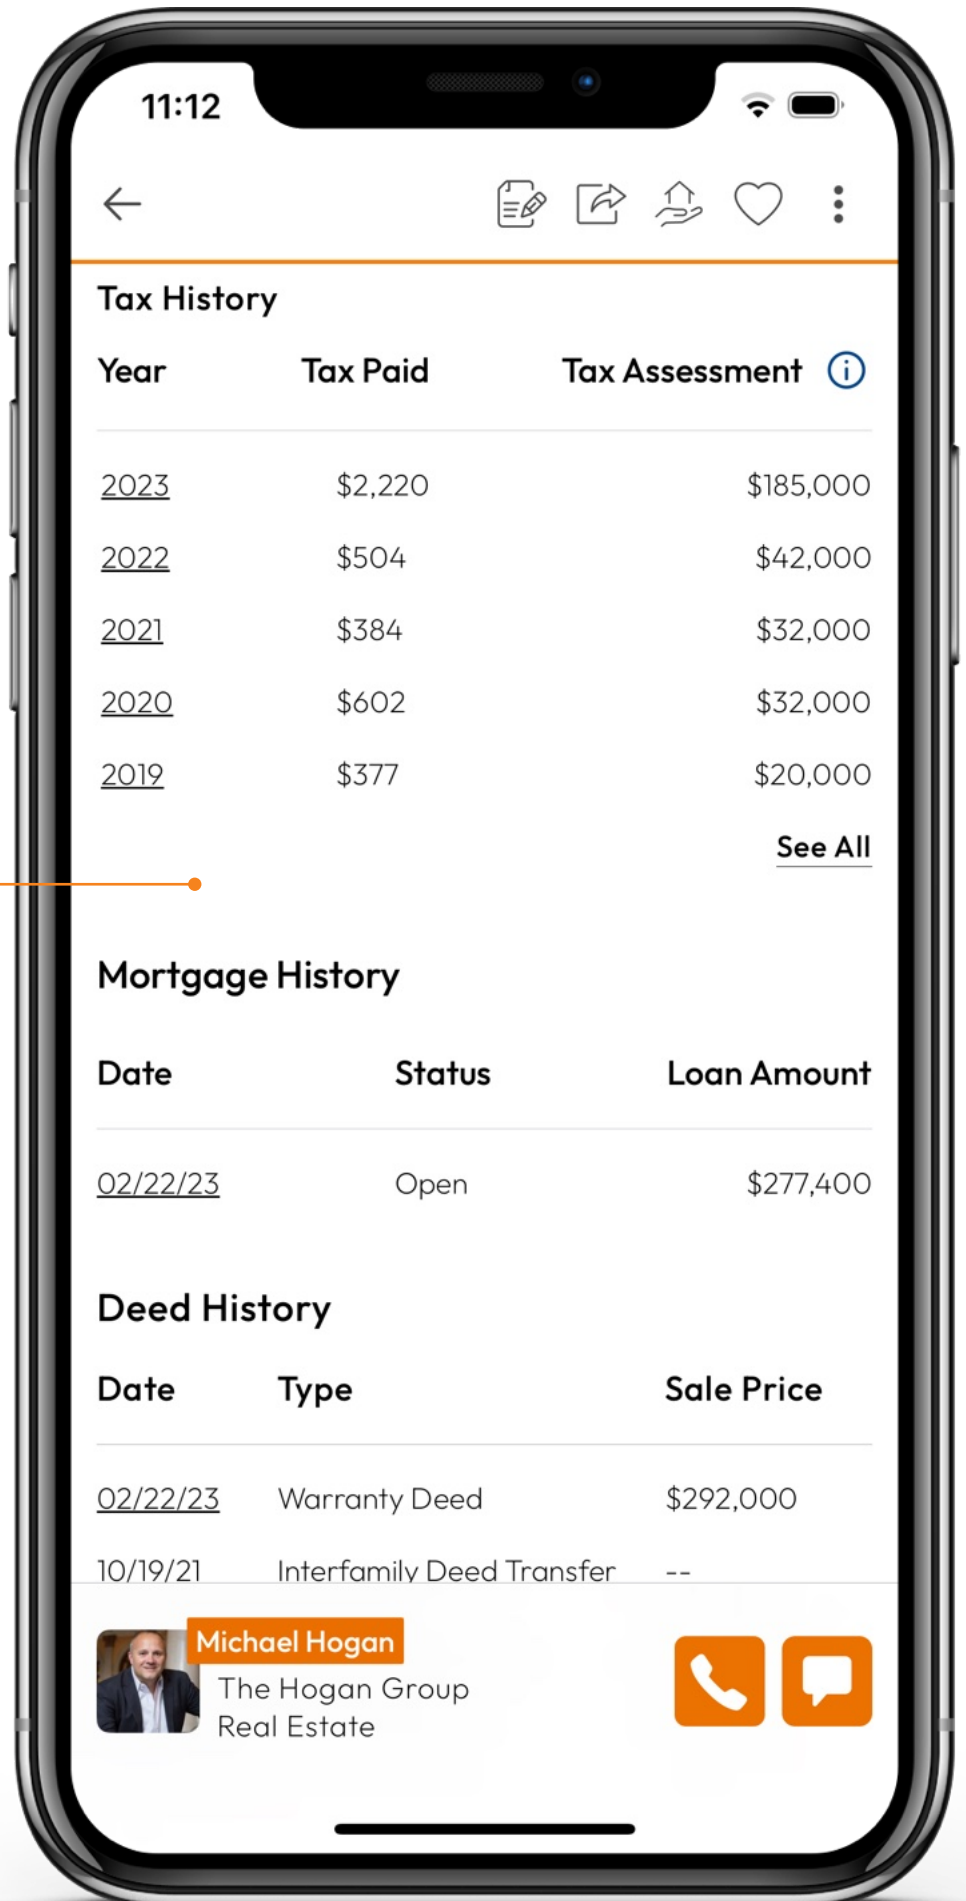 11:12
Tax History
Year Tax Paid Tax Assessment i
2023 $2,220 $185,000
2022 $504 $42,000
2021 $384 $32,000
2020 $602 $32,000
2019 $377 $20,000
See All
Mortgage History
Date Status Loan Amount
02/22/23 Open $277,400
Deed History
Date Type Sale Price
02/22/23 Warranty Deed $292,000
10/19/21 Interfamily Deed Transfer --
Michael Hogan
The Hogan Group
Real Estate